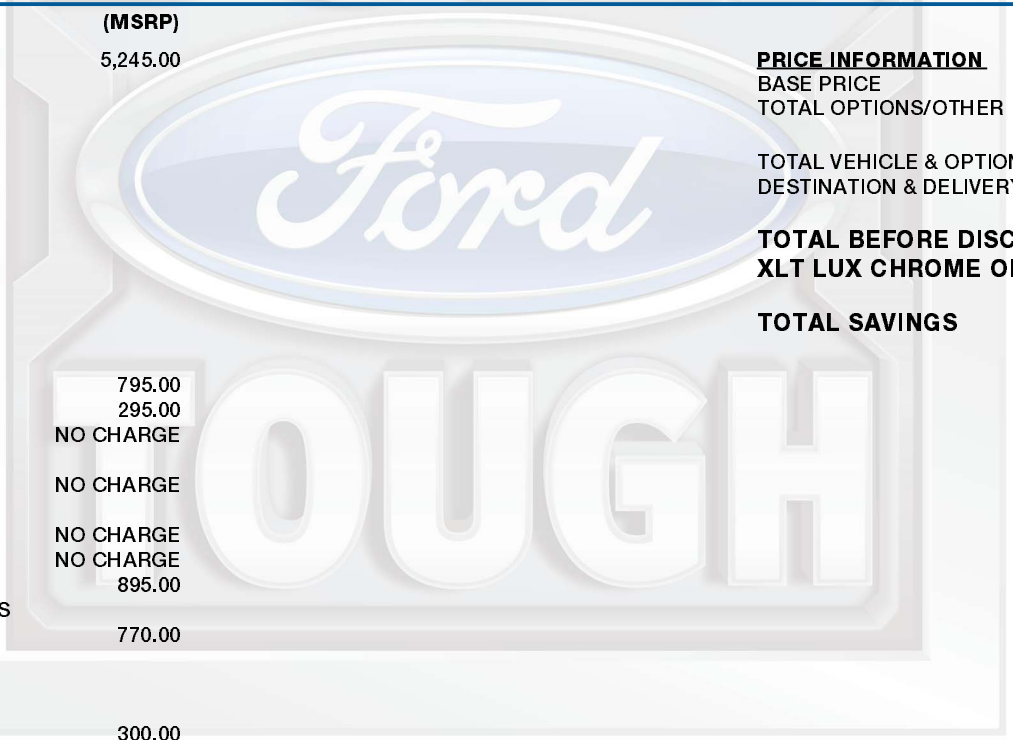 (MSRP)
5,245.00
795.00
295.00
NO CHARGE
NO CHARGE
NO CHARGE
NO CHARGE
895.00
S
770.00
300.00
PRICE INFORMATION
BASE PRICE
TOTAL OPTIONS/OTHER
TOTAL VEHICLE & OPTION
DESTINATION & DELIVERY
TOTAL BEFORE DISC
XLT LUX CHROME O
TOTAL SAVINGS
Ford
TOUGH